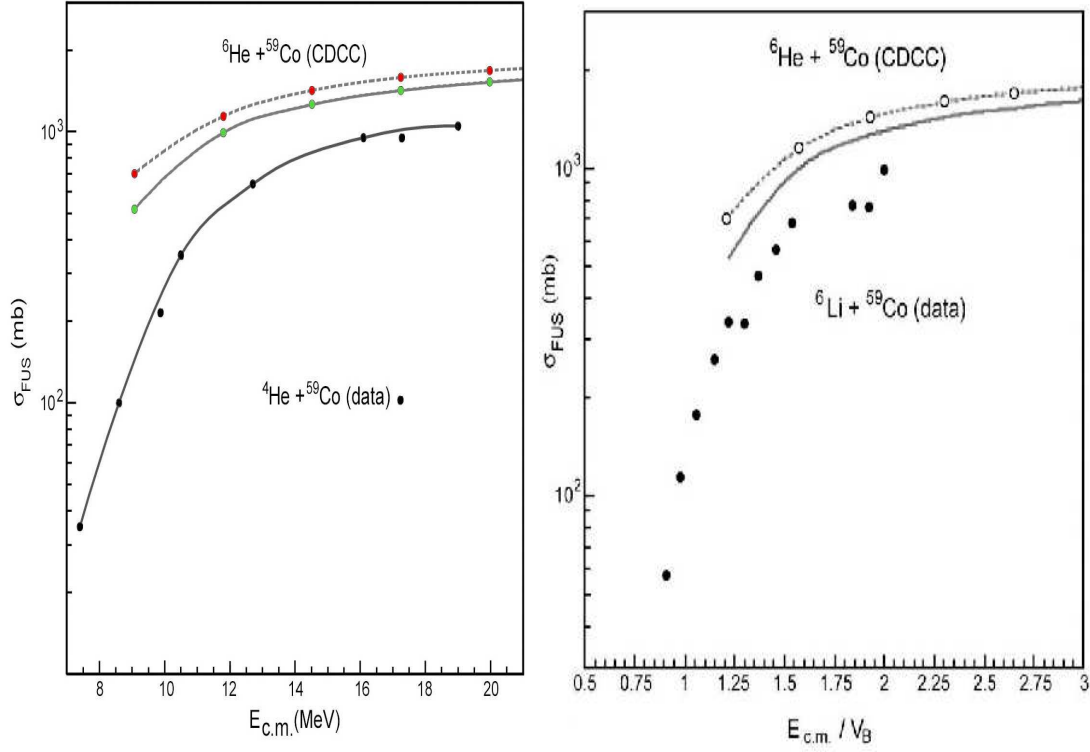 ⁶He + ⁵⁹Co (CDCC)
10³
σ_FUS (mb)
⁴He + ⁵⁹Co (data)
10²
8 10 12 14 16 18 20
E_c.m. (MeV)
⁶He + ⁵⁹Co (CDCC)
10³
σ_FUS (mb)
⁶Li + ⁵⁹Co (data)
10²
0.5 0.75 1 1.25 1.5 1.75 2 2.25 2.5 2.75 3
E_c.m. / V_B